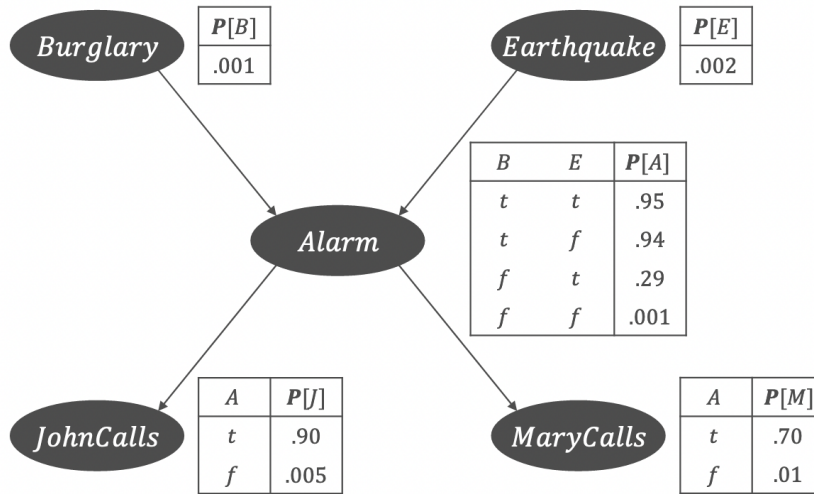 Burglary
P[B]
.001
Earthquake
P[E]
.002
B E P[A]
t t .95
t f .94
f t .29
f f .001
Alarm
JohnCalls
A P[J]
t .90
f .005
MaryCalls
A P[M]
t .70
f .01